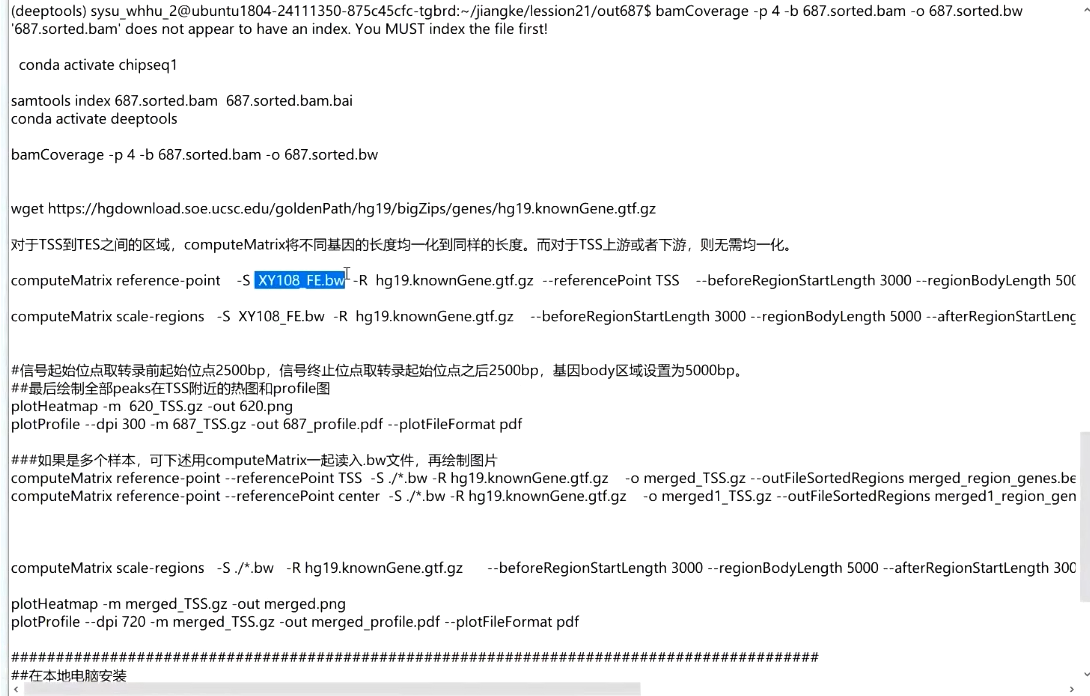 (deeptools) sysu_whhu_2@ubuntu1804-24111350-875c45cfc-tgbrd:~/jiangke/lession21/out687$ bamCoverage -p 4 -b 687.sorted.bam -o 687.sorted.bw
'687.sorted.bam' does not appear to have an index. You MUST index the file first!
conda activate chipseq1
samtools index 687.sorted.bam  687.sorted.bam.bai
conda activate deeptools
bamCoverage -p 4 -b 687.sorted.bam -o 687.sorted.bw
wget https://hgdownload.soe.ucsc.edu/goldenPath/hg19/bigZips/genes/hg19.knownGene.gtf.gz
对于TSS到TES之间的区域，computeMatrix将不同基因的长度均一化到同样的长度。而对于TSS上游或者下游，则无需均一化。
computeMatrix reference-point   -S XY108_FE.bw  -R  hg19.knownGene.gtf.gz  --referencePoint TSS   --beforeRegionStartLength 3000 --regionBodyLength 500
computeMatrix scale-regions   -S  XY108_FE.bw  -R  hg19.knownGene.gtf.gz   --beforeRegionStartLength 3000 --regionBodyLength 5000 --afterRegionStartLeng
#信号起始位点取转录前起始位点2500bp，信号终止位点取转录起始位点之后2500bp，基因body区域设置为5000bp。
##最后绘制全部peaks在TSS附近的热图和profile图
plotHeatmap -m  620_TSS.gz -out 620.png
plotProfile --dpi 300 -m 687_TSS.gz -out 687_profile.pdf --plotFileFormat pdf
###如果是多个样本，可下述用computeMatrix一起读入.bw文件，再绘制图片
computeMatrix reference-point --referencePoint TSS  -S ./*.bw -R hg19.knownGene.gtf.gz   -o merged_TSS.gz --outFileSortedRegions merged_region_genes.be
computeMatrix reference-point --referencePoint center  -S ./*.bw -R hg19.knownGene.gtf.gz   -o merged1_TSS.gz --outFileSortedRegions merged1_region_gen
computeMatrix scale-regions   -S ./*.bw   -R hg19.knownGene.gtf.gz     --beforeRegionStartLength 3000 --regionBodyLength 5000 --afterRegionStartLength 300
plotHeatmap -m merged_TSS.gz -out merged.png
plotProfile --dpi 720 -m merged_TSS.gz -out merged_profile.pdf --plotFileFormat pdf
##########################################################################################
##在本地电脑安装